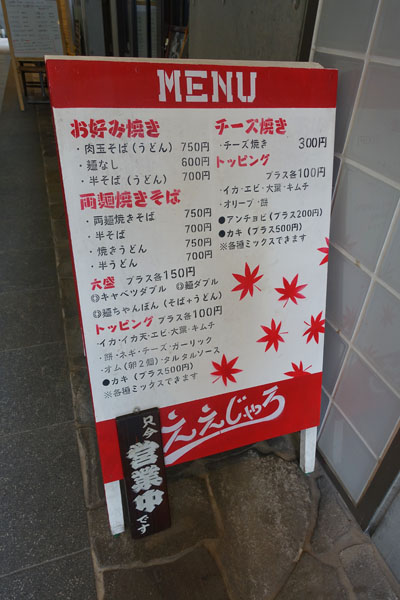 MENU
お好み焼き
・肉玉そば(うどん) 750円
・麺なし 600円
・半そば(うどん) 700円
両麺焼きそば
・両麺焼きそば 750円
・半そば 700円
・焼きうどん 750円
・半うどん 700円
大盛 プラス各150円
◎キャベツダブル ◎麺ダブル
◎麺ちゃんぽん(そば+うどん)
トッピング プラス各100円
・イカ・イカ天・エビ・大葉・キムチ
・餅・ネギ・チーズ・ガーリック
・オム(卵2個)・タルタルソース
●カキ(プラス500円)
※各種ミックスできます
チーズ焼き
・チーズ焼き 300円
トッピング
プラス各100円
・イカ・エビ・大葉・キムチ
・オリーブ・餅
●アンチョビ(プラス200円)
●カキ(プラス500円)
※各種ミックスできます
ええじゃろ
只今
営業中
です